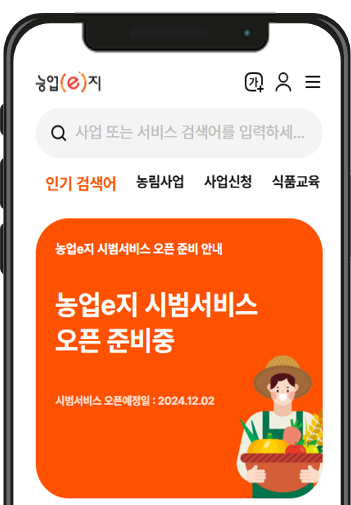 농업(e)지
가
사업 또는 서비스 검색어를 입력하세...
인기 검색어 농림사업 사업신청 식품교육
농업e지 시범서비스 오픈 준비 안내
농업e지 시범서비스
오픈 준비중
시범서비스 오픈예정일 : 2024.12.02